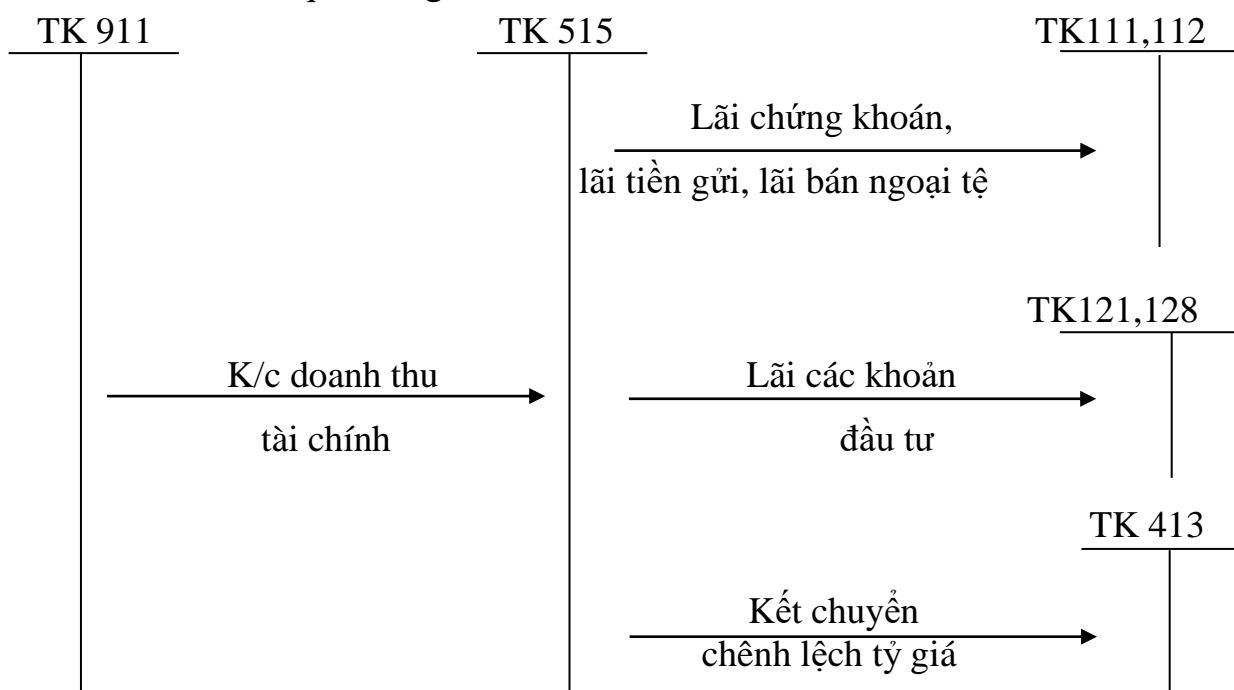 TK 911
TK 515
TK111,112
Lãi chứng khoán,
lãi tiền gửi, lãi bán ngoại tệ
TK121,128
K/c doanh thu
tài chính
Lãi các khoản
đầu tư
TK 413
Kết chuyển
chênh lệch tỷ giá